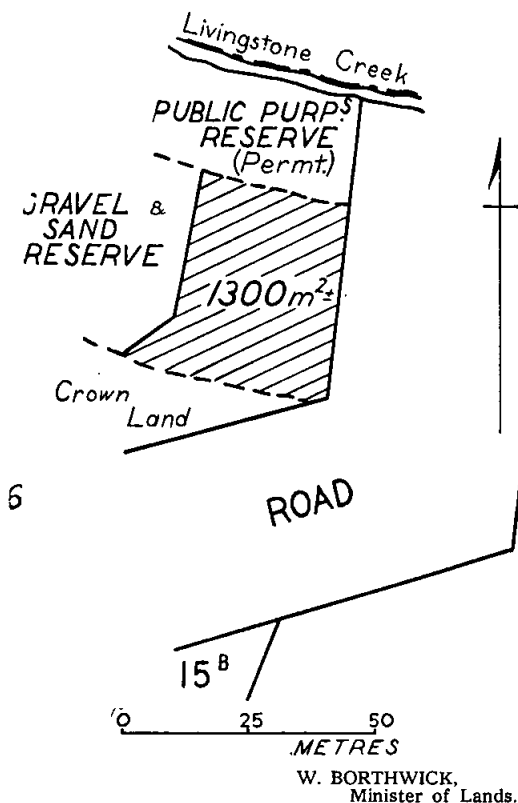 Livingstone Creek
PUBLIC PURPS
RESERVE
(Permt.)
GRAVEL &
SAND
RESERVE
1300m²±
Crown
Land
6
ROAD
15ᴮ
0 25 50
METRES
W. BORTHWICK,
Minister of Lands.